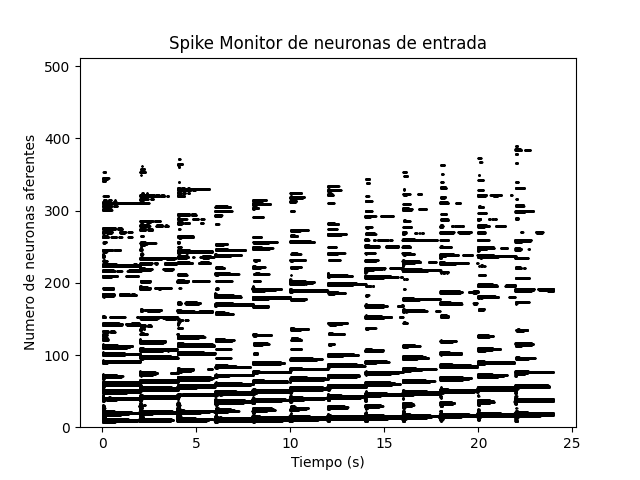 Spike Monitor de neuronas de entrada
Numero de neuronas aferentes
500
400
300
200
100
0
0 5 10 15 20 25
Tiempo (s)